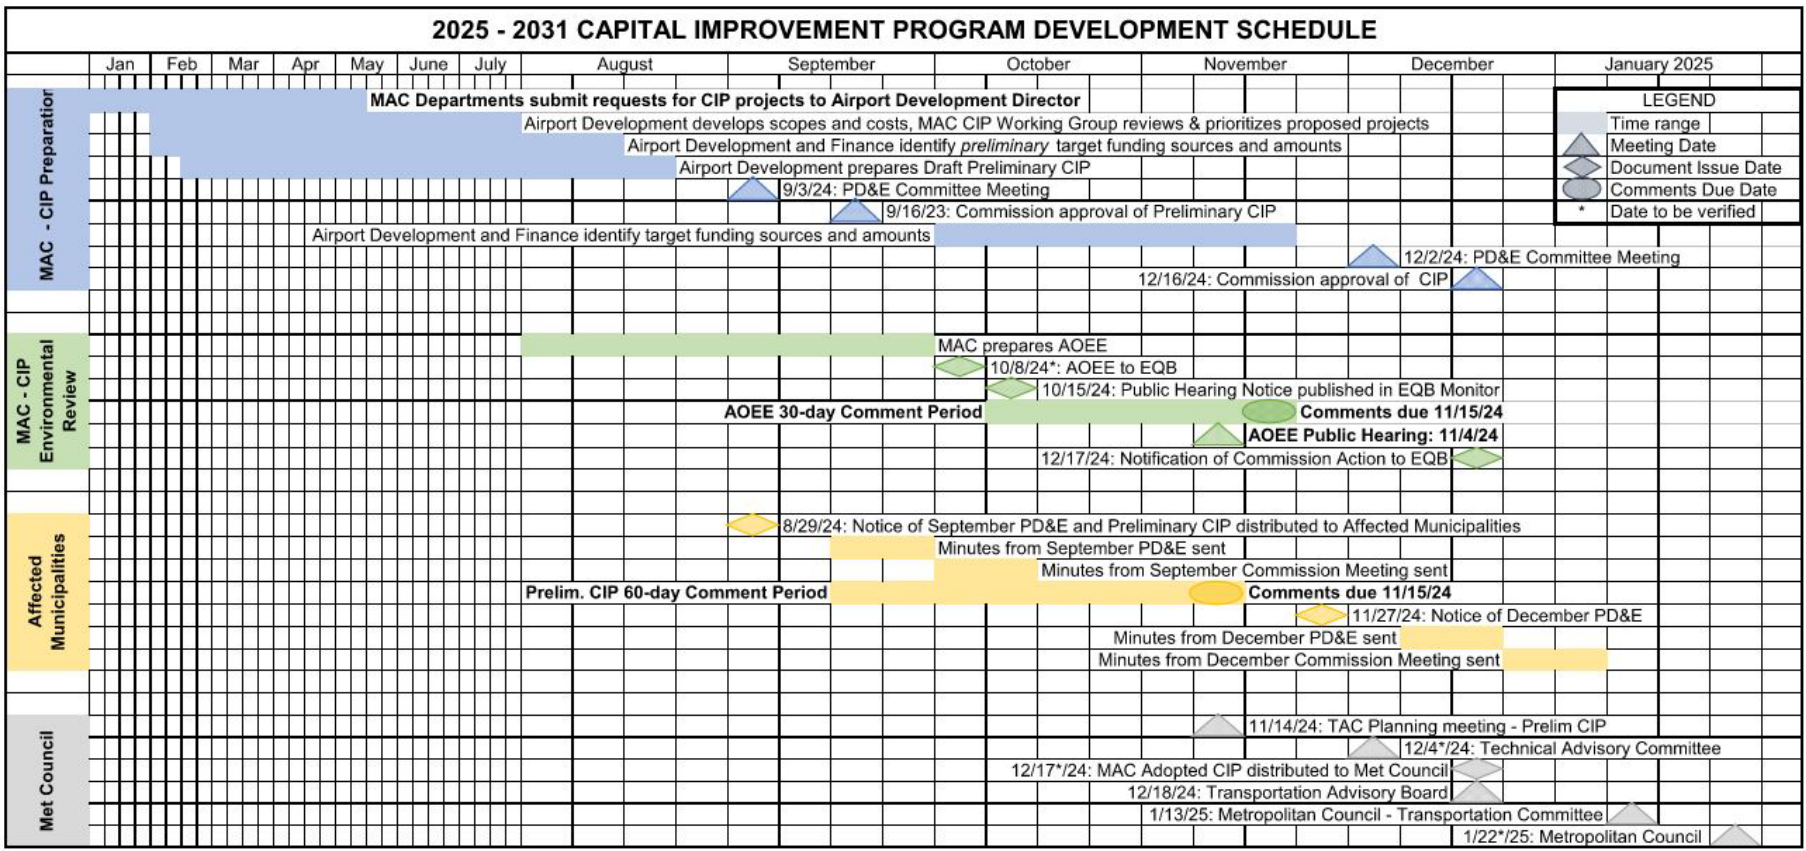 2025 - 2031 CAPITAL IMPROVEMENT PROGRAM DEVELOPMENT SCHEDULE
Jan Feb Mar Apr May June July August September October November December January 2025
MAC - CIP Preparation
MAC Departments submit requests for CIP projects to Airport Development Director
Airport Development develops scopes and costs, MAC CIP Working Group reviews & prioritizes proposed projects
Airport Development and Finance identify preliminary target funding sources and amounts
Airport Development prepares Draft Preliminary CIP
9/3/24: PD&E Committee Meeting
9/16/23: Commission approval of Preliminary CIP
Airport Development and Finance identify target funding sources and amounts
12/2/24: PD&E Committee Meeting
12/16/24: Commission approval of CIP
LEGEND
Time range
Meeting Date
Document Issue Date
Comments Due Date
* Date to be verified
MAC - CIP
Environmental
Review
MAC prepares AOEE
10/8/24*: AOEE to EQB
10/15/24: Public Hearing Notice published in EQB Monitor
AOEE 30-day Comment Period Comments due 11/15/24
AOEE Public Hearing: 11/4/24
12/17/24: Notification of Commission Action to EQB
Affected
Municipalities
8/29/24: Notice of September PD&E and Preliminary CIP distributed to Affected Municipalities
Minutes from September PD&E sent
Minutes from September Commission Meeting sent
Prelim. CIP 60-day Comment Period Comments due 11/15/24
11/27/24: Notice of December PD&E
Minutes from December PD&E sent
Minutes from December Commission Meeting sent
Met Council
11/14/24: TAC Planning meeting - Prelim CIP
12/4*/24: Technical Advisory Committee
12/17*/24: MAC Adopted CIP distributed to Met Council
12/18/24: Transportation Advisory Board
1/13/25: Metropolitan Council - Transportation Committee
1/22*/25: Metropolitan Council